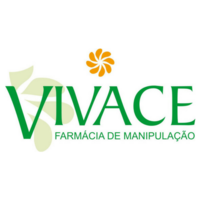 VIVACE
FARMÁCIA DE MANIPULAÇÃO